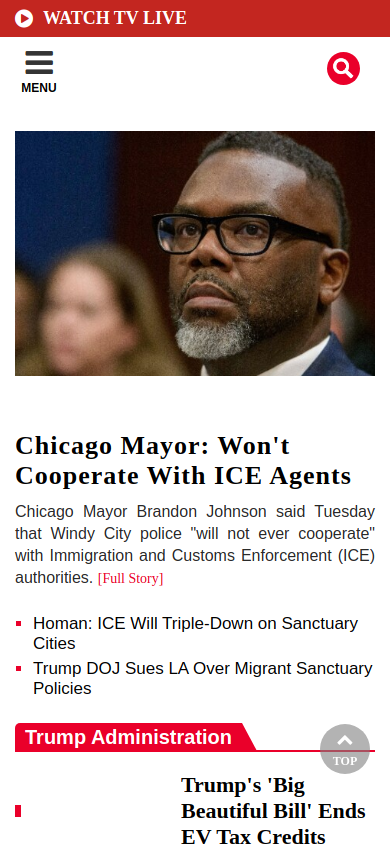 WATCH TV LIVE
MENU
Chicago Mayor: Won't
Cooperate With ICE Agents
Chicago Mayor Brandon Johnson said Tuesday
that Windy City police "will not ever cooperate"
with Immigration and Customs Enforcement (ICE)
authorities. [Full Story]
Homan: ICE Will Triple-Down on Sanctuary
Cities
Trump DOJ Sues LA Over Migrant Sanctuary
Policies
Trump Administration
TOP
Trump's 'Big
Beautiful Bill' Ends
EV Tax Credits